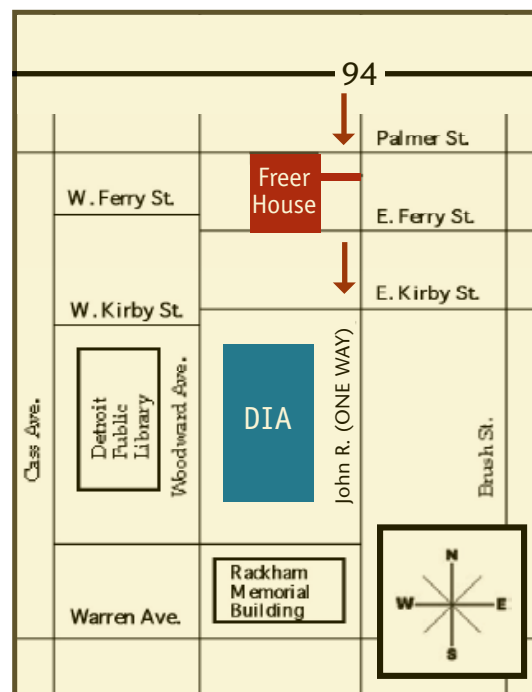 94
Palmer St.
Freer
House
W. Ferry St.
E. Ferry St.
E. Kirby St.
W. Kirby St.
Cass Ave.
Detroit
Public
Library
Woodward Ave.
DIA
John R. (ONE WAY)
Brush St.
Rackham
Memorial
Building
Warren Ave.
N
W
E
S